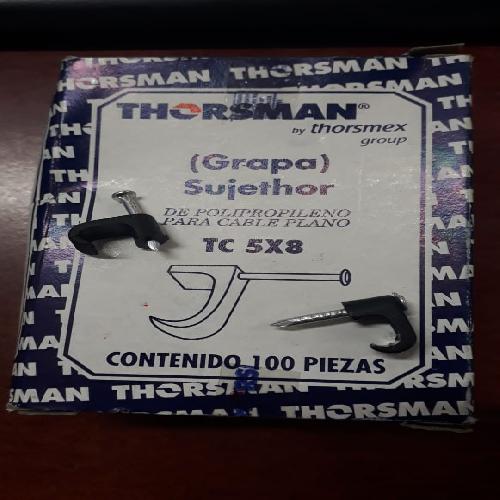 THORSMAN THORSMAN
THORSMAN®
by thorsmex
group
(Grapa)
Sujethor
DE POLIPROPILENO
PARA CABLE PLANO
TC 5X8
CONTENIDO 100 PIEZAS
THORSMAN